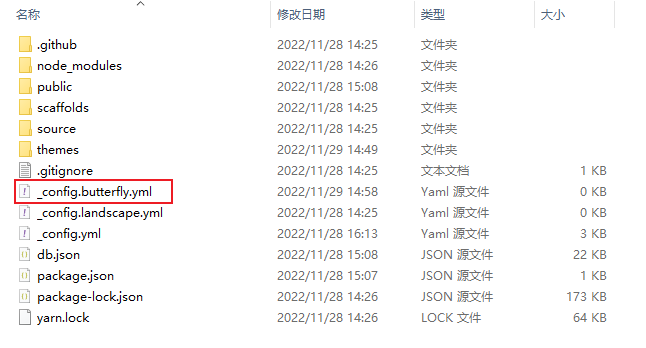 名称 修改日期 类型 大小
.github 2022/11/28 14:25 文件夹
node_modules 2022/11/28 14:26 文件夹
public 2022/11/28 15:08 文件夹
scaffolds 2022/11/28 14:25 文件夹
source 2022/11/28 14:25 文件夹
themes 2022/11/29 14:49 文件夹
.gitignore 2022/11/28 14:25 文本文档 1 KB
_config.butterfly.yml 2022/11/29 14:58 Yaml 源文件 0 KB
_config.landscape.yml 2022/11/28 14:25 Yaml 源文件 0 KB
_config.yml 2022/11/28 16:13 Yaml 源文件 3 KB
db.json 2022/11/28 15:08 JSON 源文件 22 KB
package.json 2022/11/28 15:07 JSON 源文件 1 KB
package-lock.json 2022/11/28 14:26 JSON 源文件 173 KB
yarn.lock 2022/11/28 14:26 LOCK 文件 64 KB